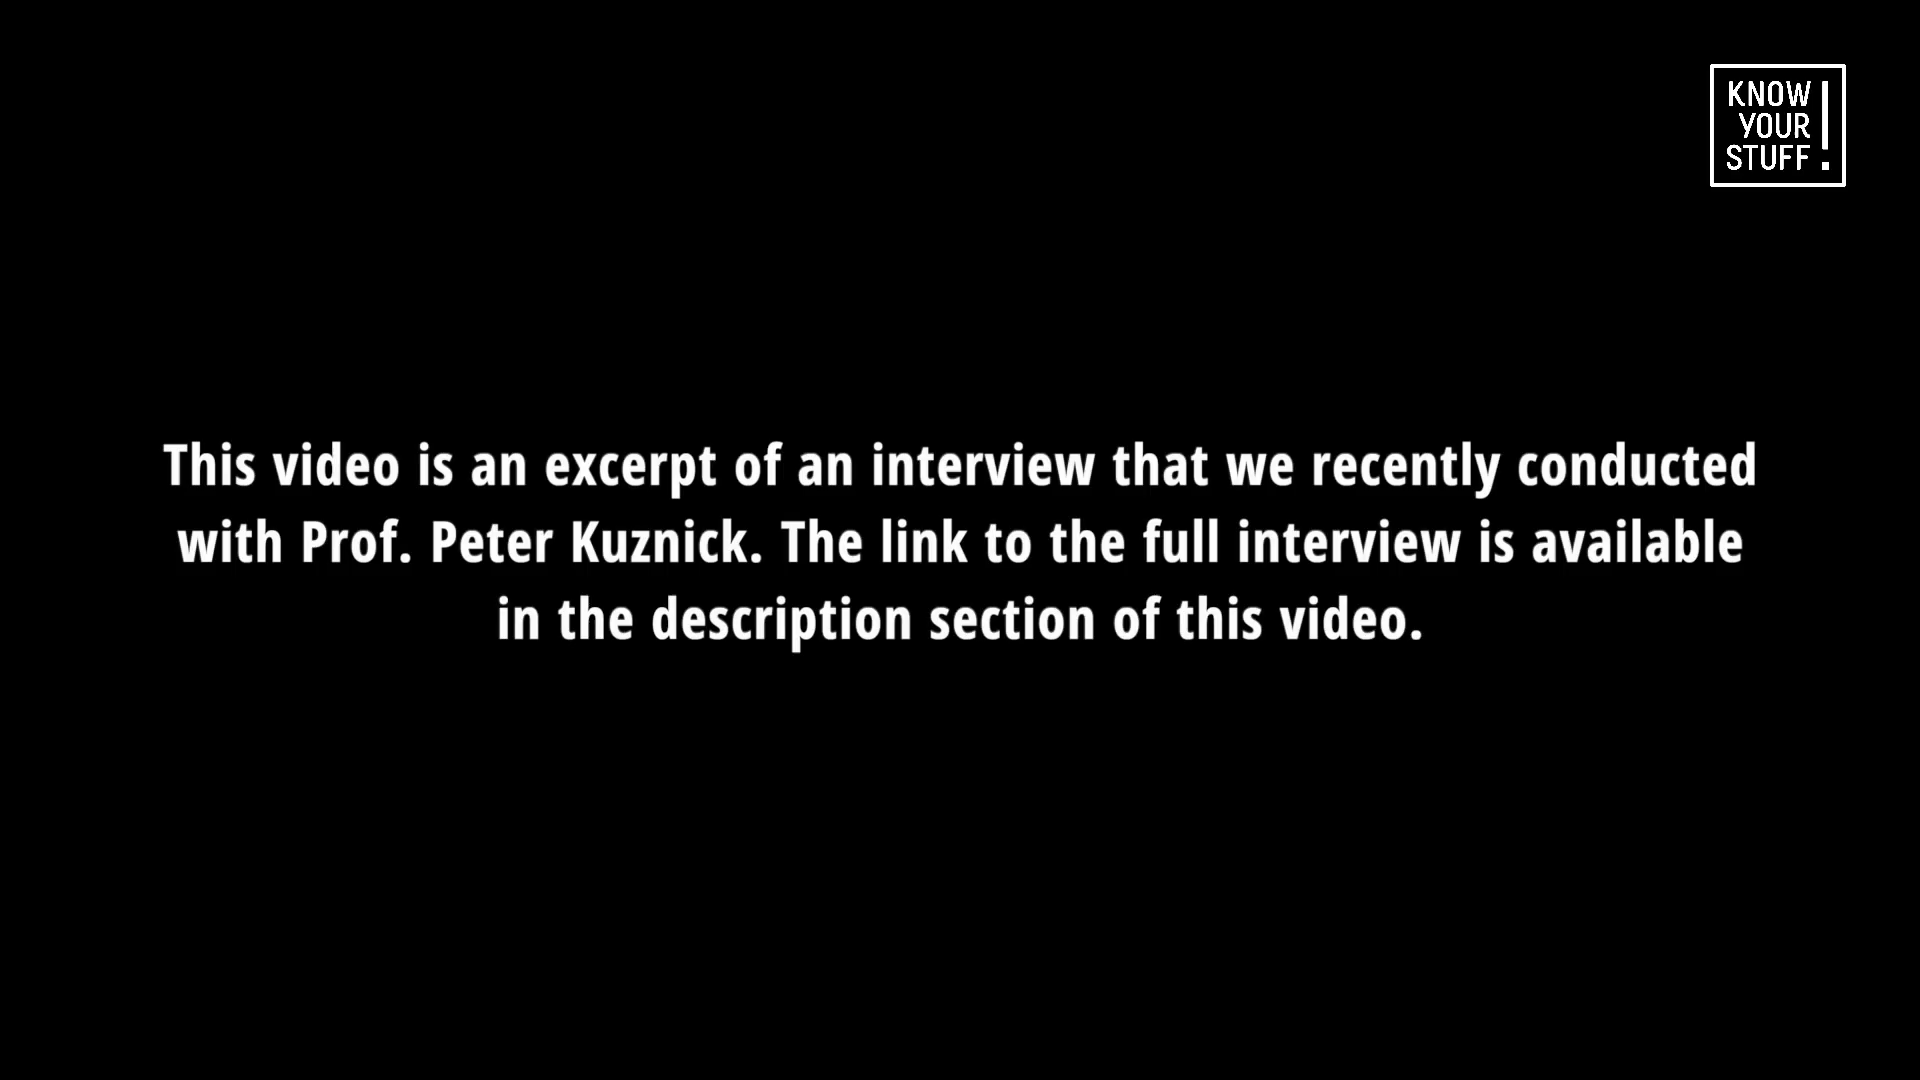 KNOW
YOUR
STUFF!
This video is an excerpt of an interview that we recently conducted
with Prof. Peter Kuznick. The link to the full interview is available
in the description section of this video.